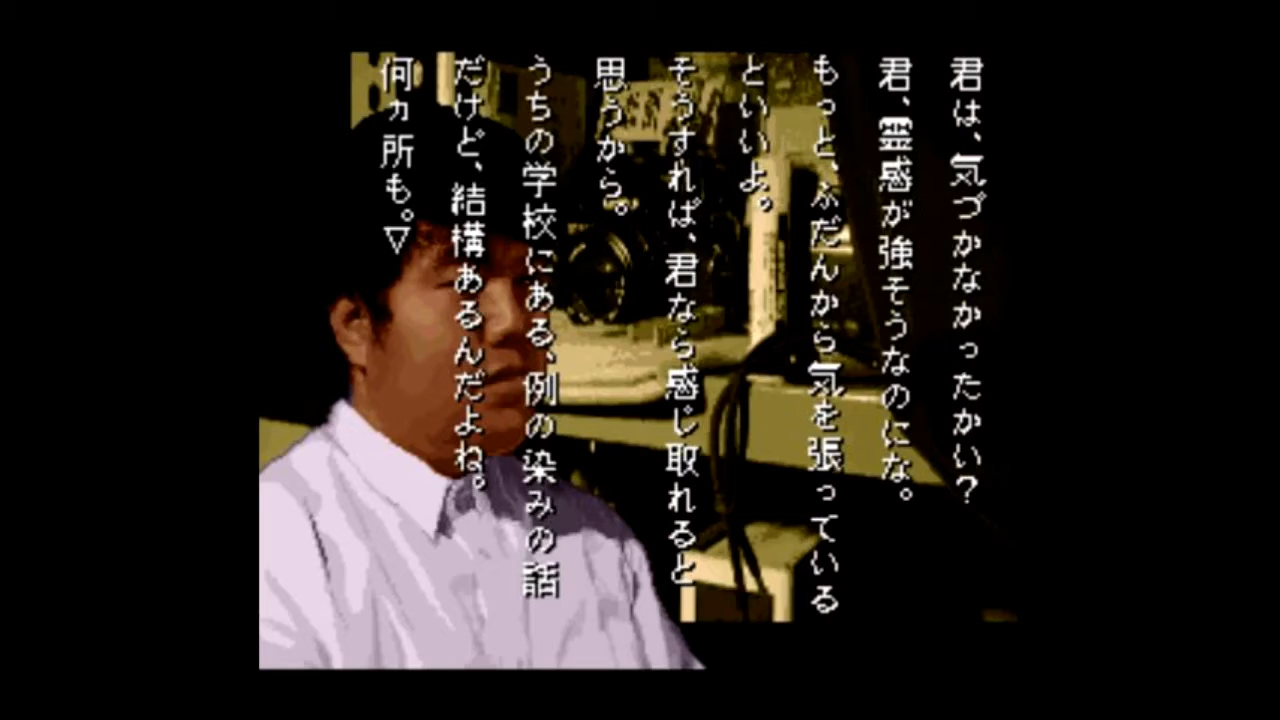 君は、気づかなかったかい？
君、霊感が強そうなのにな。
もっと、ふだんから気を張っている
といいよ。
そうすれば、君なら感じ取れると
思うから。
うちの学校にある、例の染みの話
だけど、結構あるんだよね。
何ヵ所も。▽